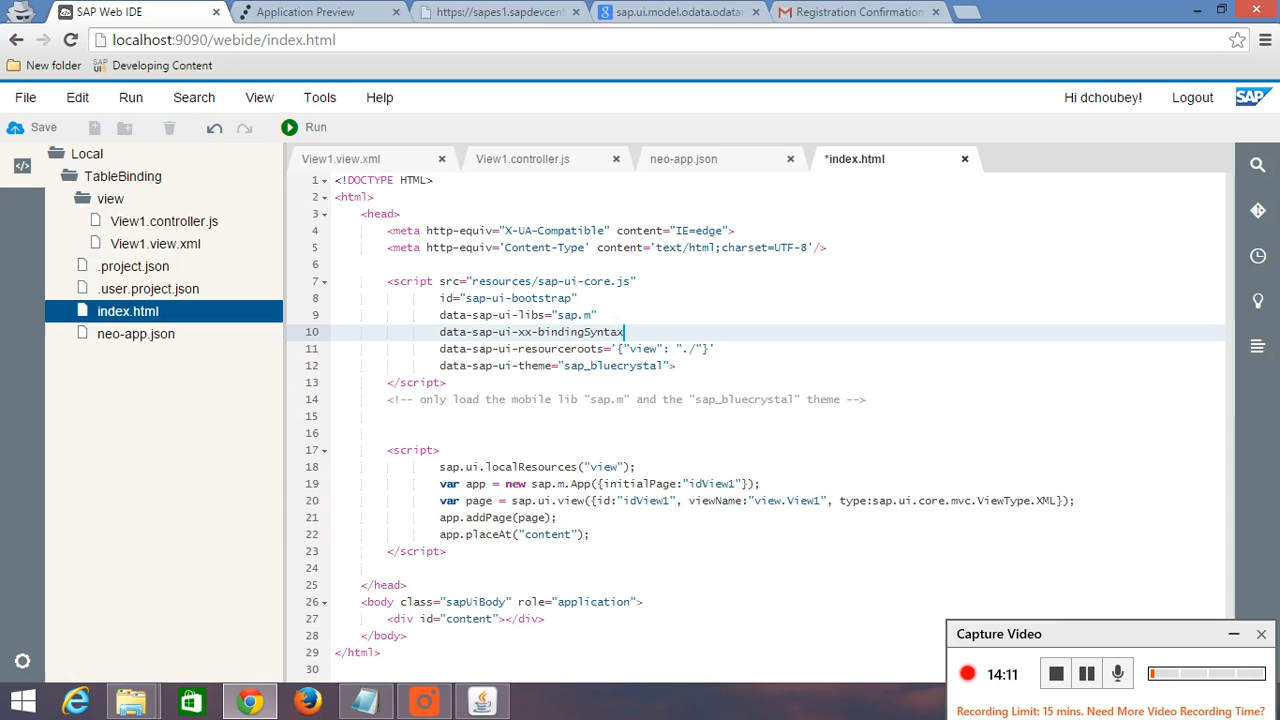 SAP Web IDE
Application Preview
https://sapes1.sapdevcent
sap.ui.model.odata.odatar
Registration Confirmation
localhost:9090/webide/index.html
New folder
SAP UI5 Developing Content
File Edit Run Search View Tools Help
Hi dchoubey! Logout SAP
Save Run
Local
TableBinding
view
View1.controller.js
View1.view.xml
.project.json
.user.project.json
index.html
neo-app.json
View1.view.xml View1.controller.js neo-app.json *index.html
1 <!DOCTYPE HTML>
2 <html>
3 <head>
4 <meta http-equiv="X-UA-Compatible" content="IE=edge">
5 <meta http-equiv='Content-Type' content='text/html;charset=UTF-8'/>
6
7 <script src="resources/sap-ui-core.js"
8 id="sap-ui-bootstrap"
9 data-sap-ui-libs="sap.m"
10 data-sap-ui-xx-bindingSyntax
11 data-sap-ui-resourceroots='{"view": "./"}'
12 data-sap-ui-theme="sap_bluecrystal">
13 </script>
14 <!-- only load the mobile lib "sap.m" and the "sap_bluecrystal" theme -->
15
16
17 <script>
18 sap.ui.localResources("view");
19 var app = new sap.m.App({initialPage:"idView1"});
20 var page = sap.ui.view({id:"idView1", viewName:"view.View1", type:sap.ui.core.mvc.ViewType.XML});
21 app.addPage(page);
22 app.placeAt("content");
23 </script>
24
25 </head>
26 <body class="sapUiBody" role="application">
27 <div id="content"></div>
28 </body>
29 </html>
30
Capture Video
14:11
Recording Limit: 15 mins. Need More Video Recording Time?